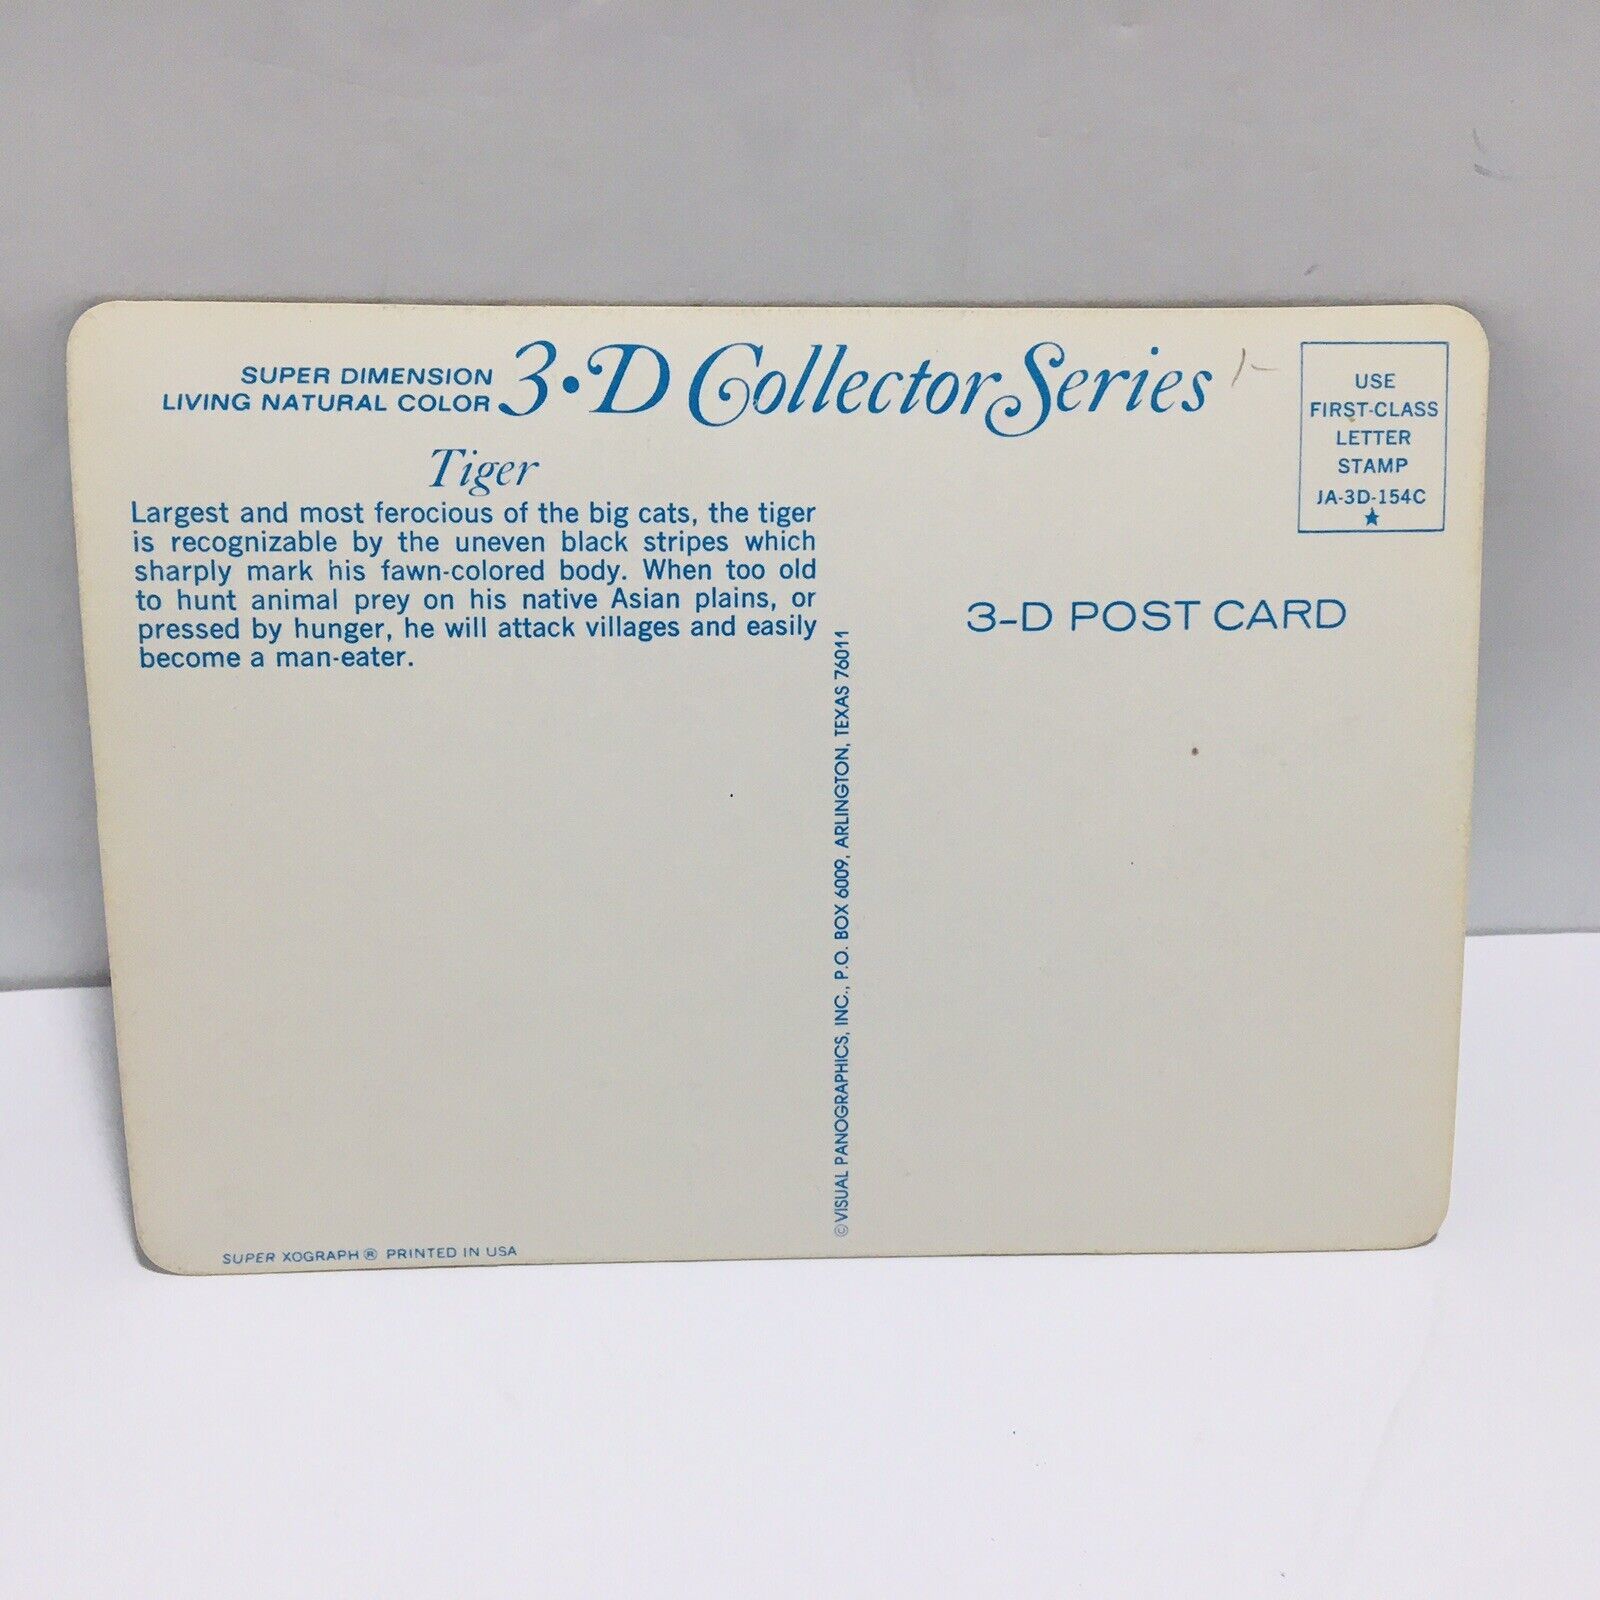 SUPER DIMENSION
LIVING NATURAL COLOR
3·D Collector Series
1-
Tiger
Largest and most ferocious of the big cats, the tiger
is recognizable by the uneven black stripes which
sharply mark his fawn-colored body. When too old
to hunt animal prey on his native Asian plains, or
pressed by hunger, he will attack villages and easily
become a man-eater.
SUPER XOGRAPH® PRINTED IN USA
©VISUAL PANOGRAPHICS, INC., P.O. BOX 6009, ARLINGTON, TEXAS 76011
USE
FIRST-CLASS
LETTER
STAMP
JA-3D-154C
★
3-D POST CARD